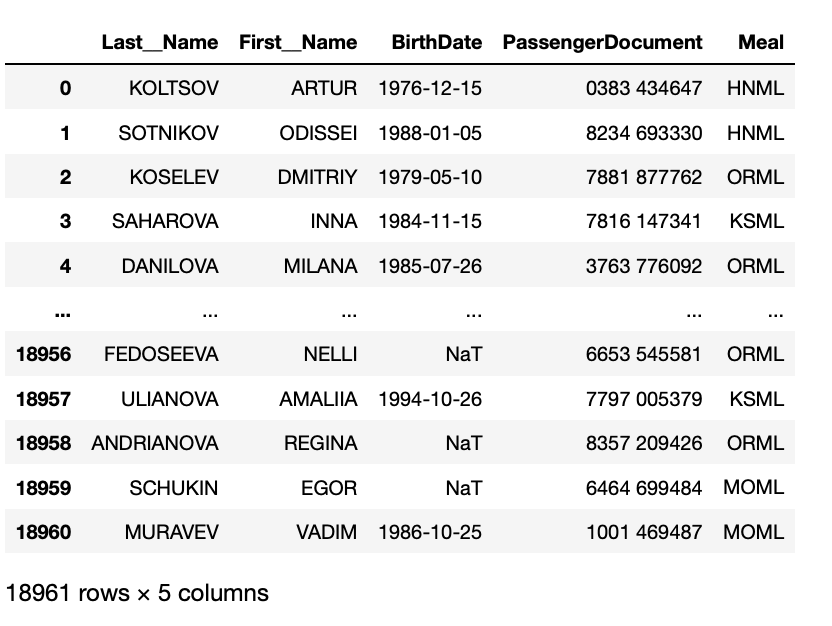 Last__Name First__Name BirthDate PassengerDocument Meal
0 KOLTSOV ARTUR 1976-12-15 0383 434647 HNML
1 SOTNIKOV ODISSEI 1988-01-05 8234 693330 HNML
2 KOSELEV DMITRIY 1979-05-10 7881 877762 ORML
3 SAHAROVA INNA 1984-11-15 7816 147341 KSML
4 DANILOVA MILANA 1985-07-26 3763 776092 ORML
... ... ... ... ... ...
18956 FEDOSEEVA NELLI NaT 6653 545581 ORML
18957 ULIANOVA AMALIIA 1994-10-26 7797 005379 KSML
18958 ANDRIANOVA REGINA NaT 8357 209426 ORML
18959 SCHUKIN EGOR NaT 6464 699484 MOML
18960 MURAVEV VADIM 1986-10-25 1001 469487 MOML
18961 rows × 5 columns